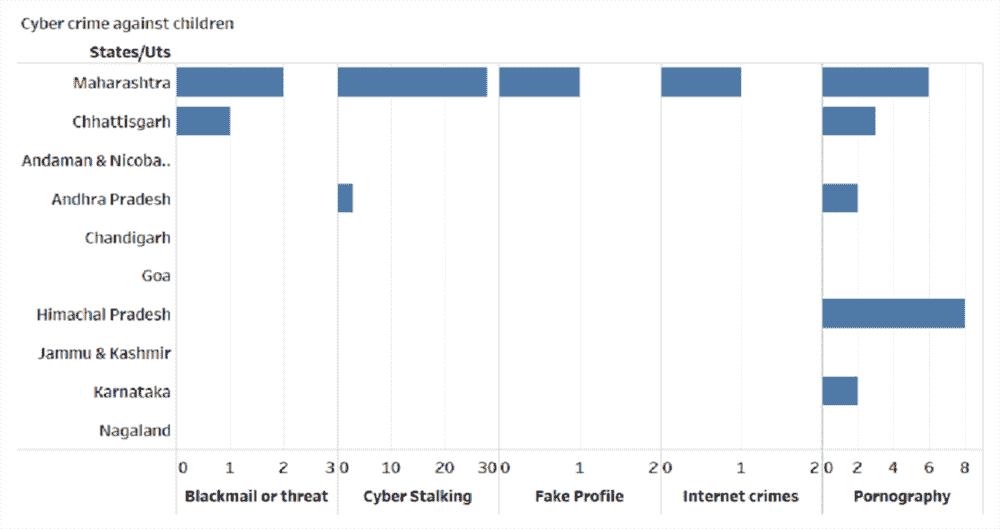 Cyber crime against children
States/Uts
Maharashtra
Chhattisgarh
Andaman & Nicoba..
Andhra Pradesh
Chandigarh
Goa
Himachal Pradesh
Jammu & Kashmir
Karnataka
Nagaland
0 1 2 3 0 10 20 30 0 1 2 0 1 2 0 2 4 6 8
Blackmail or threat Cyber Stalking Fake Profile Internet crimes Pornography